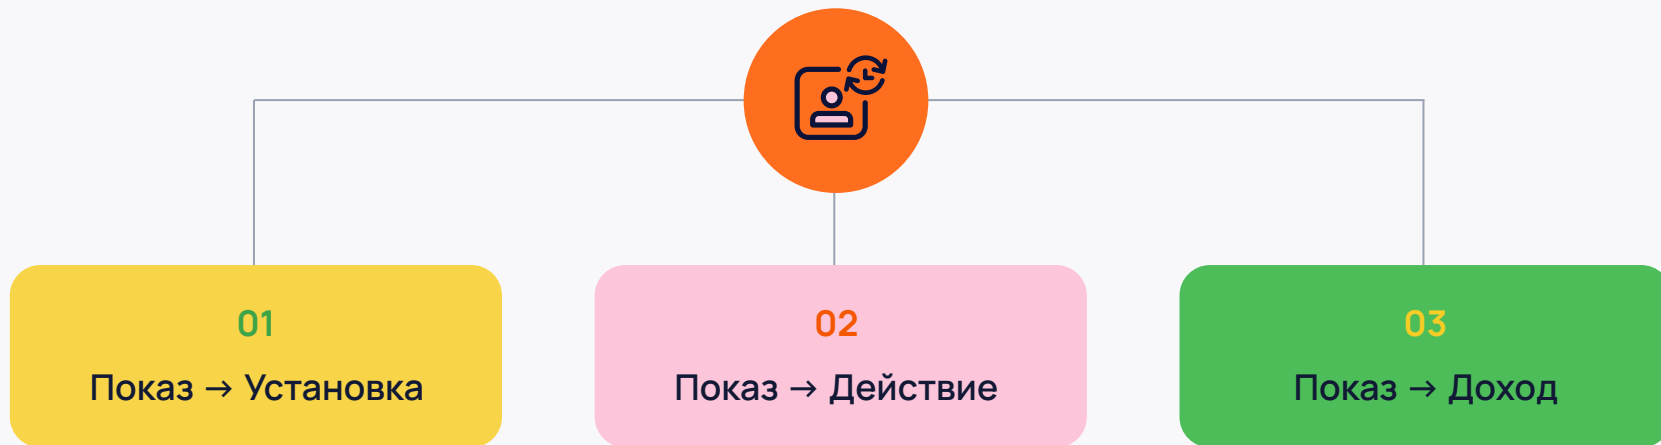 01
Показ → Установка
02
Показ → Действие
03
Показ → Доход